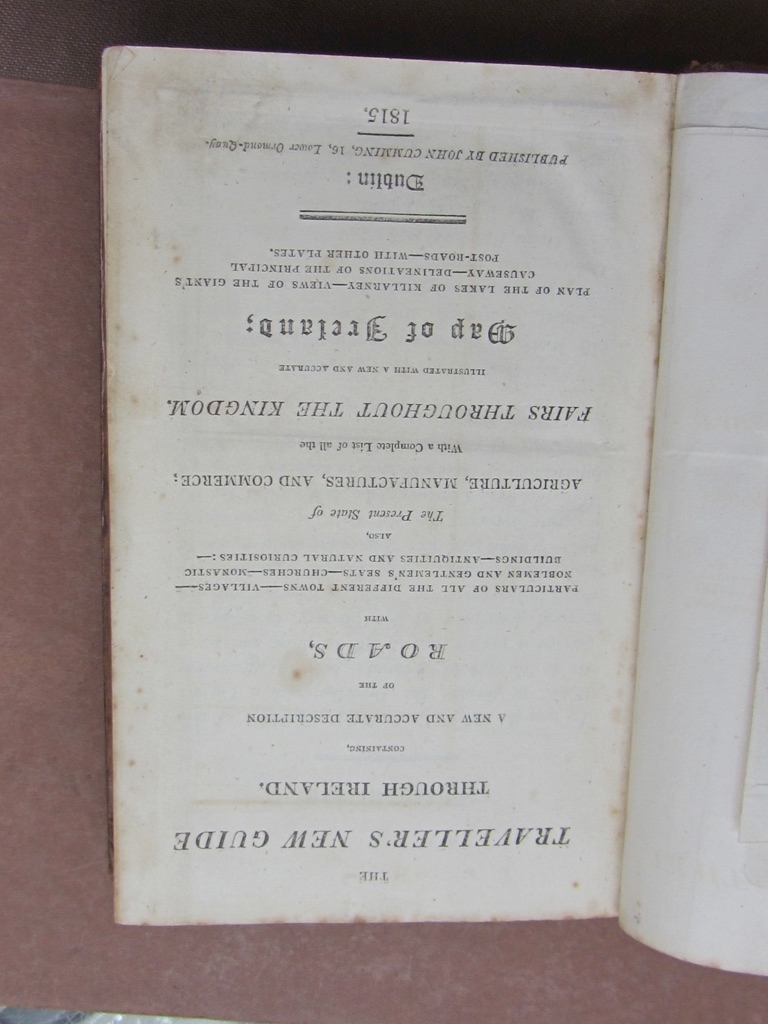 THE
TRAVELLER'S NEW GUIDE
THROUGH IRELAND.
CONTAINING,
A NEW AND ACCURATE DESCRIPTION
OF THE
ROADS,
WITH
PARTICULARS OF ALL THE DIFFERENT TOWNS——VILLAGES——
NOBLEMEN AND GENTLEMEN'S SEATS—CHURCHES—MONASTIC
BUILDINGS—ANTIQUITIES AND NATURAL CURIOSITIES:—
ALSO,
The Present State of
AGRICULTURE, MANUFACTURES, AND COMMERCE;
With a Complete List of all the
FAIRS THROUGHOUT THE KINGDOM.
ILLUSTRATED WITH A NEW AND ACCURATE
Map of Ireland;
PLAN OF THE LAKES OF KILLARNEY—VIEWS OF THE GIANT'S
CAUSEWAY—DELINEATIONS OF THE PRINCIPAL
POST-ROADS—WITH OTHER PLATES.
Dublin:
PUBLISHED BY JOHN CUMMING, 16, Lower Ormond-Quay.
1815.